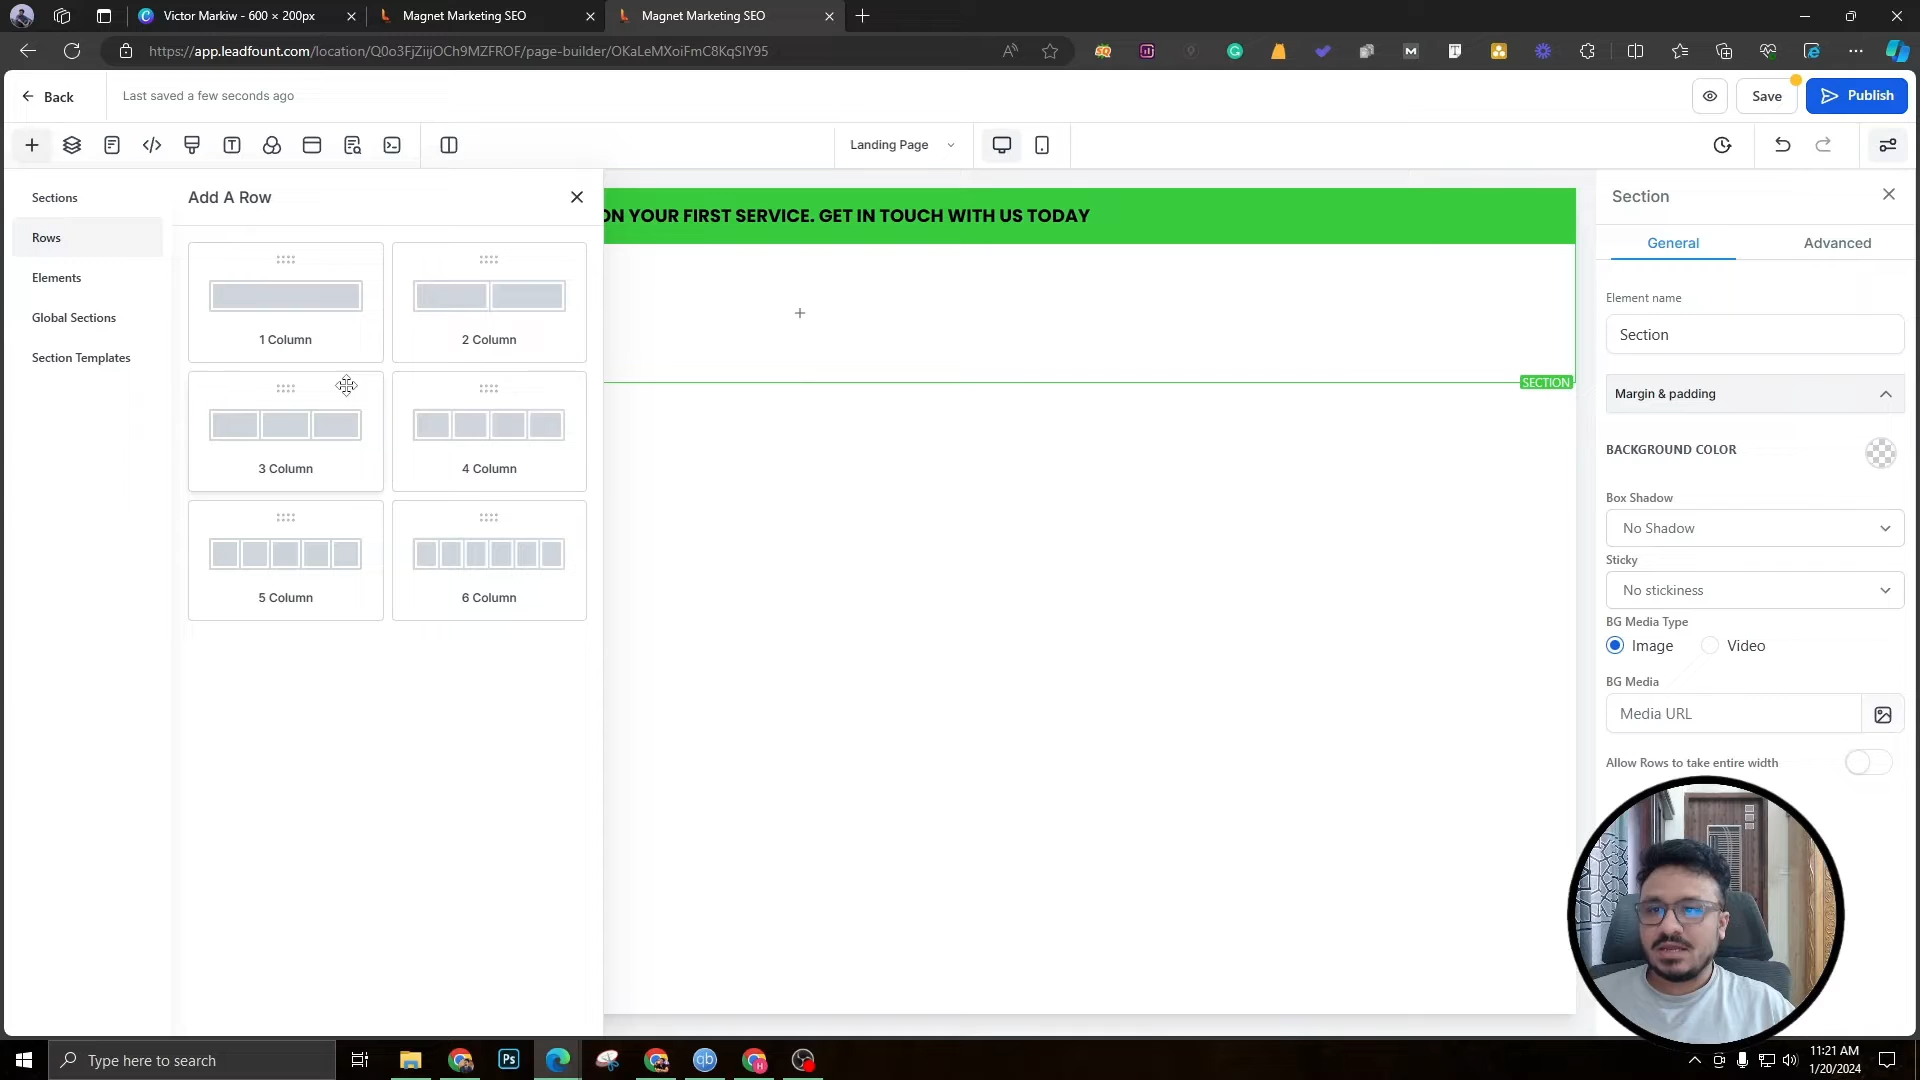 Victor Markiw - 600 × 200px
Magnet Marketing SEO
Magnet Marketing SEO
https://app.leadfount.com/location/Q0o3FjZiijOCh9MZFROF/page-builder/OKaLeMXoiFmC8KqSIY95
Back
Last saved a few seconds ago
Save
Publish
Landing Page
Sections
Rows
Elements
Global Sections
Section Templates
Add A Row
1 Column
2 Column
3 Column
4 Column
5 Column
6 Column
ON YOUR FIRST SERVICE. GET IN TOUCH WITH US TODAY
SECTION
Section
General
Advanced
Element name
Section
Margin & padding
BACKGROUND COLOR
Box Shadow
No Shadow
Sticky
No stickiness
BG Media Type
Image
Video
BG Media
Media URL
Allow Rows to take entire width
Type here to search
Ps
qb
11:21 AM
1/20/2024